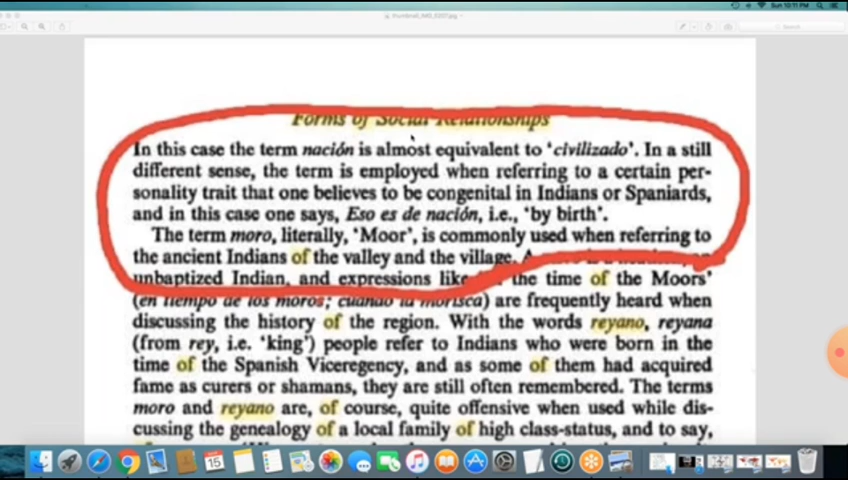 Sun 10:11 PM
thumbnail_IMG_0207.jpg
Search
Forms of Social Relationships
In this case the term nación is almost equivalent to ‘civilizado’. In a still
different sense, the term is employed when referring to a certain per-
sonality trait that one believes to be congenital in Indians or Spaniards,
and in this case one says, Eso es de nación, i.e., ‘by birth’.
The term moro, literally, ‘Moor’, is commonly used when referring to
the ancient Indians of the valley and the village. A
unbaptized Indian, and expressions like the time of the Moors’
(en tiempo de los moros; cuando la morisca) are frequently heard when
discussing the history of the region. With the words reyano, reyana
(from rey, i.e. ‘king’) people refer to Indians who were born in the
time of the Spanish Viceregency, and as some of them had acquired
fame as curers or shamans, they are still often remembered. The terms
moro and reyano are, of course, quite offensive when used while dis-
cussing the genealogy of a local family of high class-status, and to say,
15